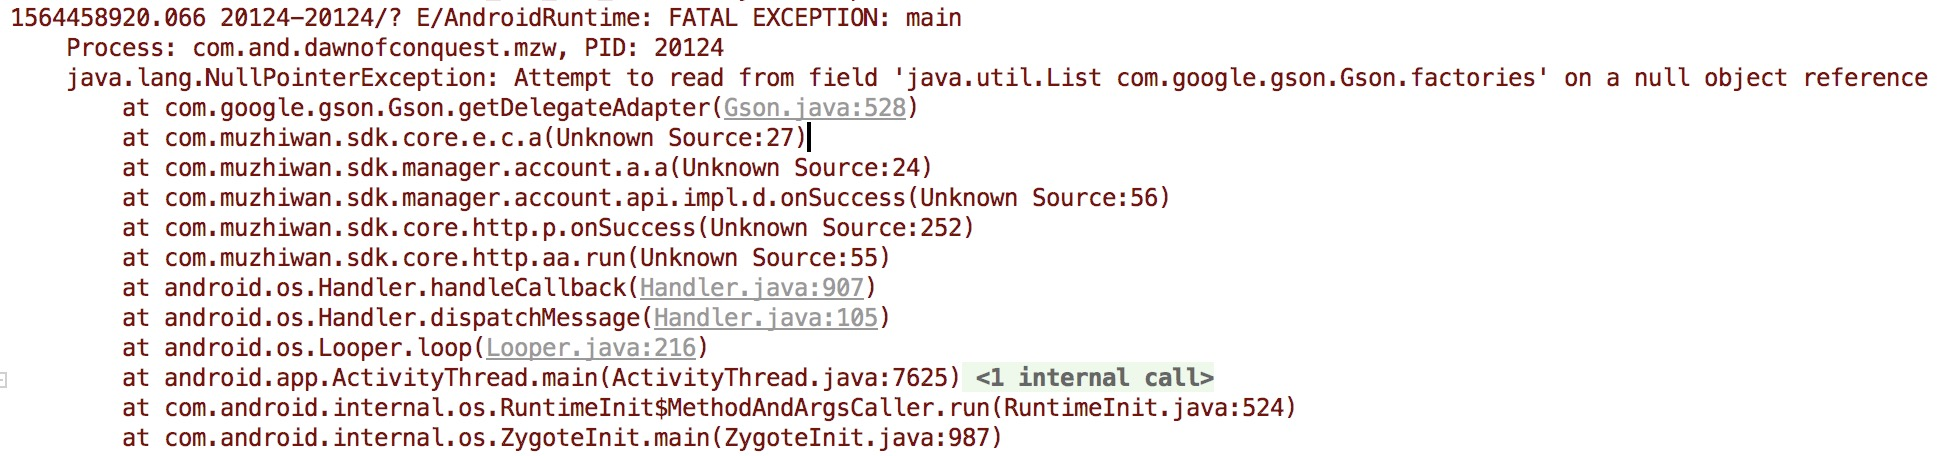 1564458920.066 20124-20124/? E/AndroidRuntime: FATAL EXCEPTION: main
Process: com.and.dawnofconquest.mzw, PID: 20124
java.lang.NullPointerException: Attempt to read from field 'java.util.List com.google.gson.Gson.factories' on a null object reference
at com.google.gson.Gson.getDelegateAdapter(Gson.java:528)
at com.muzhiwan.sdk.core.e.c.a(Unknown Source:27)
at com.muzhiwan.sdk.manager.account.a.a(Unknown Source:24)
at com.muzhiwan.sdk.manager.account.api.impl.d.onSuccess(Unknown Source:56)
at com.muzhiwan.sdk.core.http.p.onSuccess(Unknown Source:252)
at com.muzhiwan.sdk.core.http.aa.run(Unknown Source:55)
at android.os.Handler.handleCallback(Handler.java:907)
at android.os.Handler.dispatchMessage(Handler.java:105)
at android.os.Looper.loop(Looper.java:216)
at android.app.ActivityThread.main(ActivityThread.java:7625) <1 internal call>
at com.android.internal.os.RuntimeInit$MethodAndArgsCaller.run(RuntimeInit.java:524)
at com.android.internal.os.ZygoteInit.main(ZygoteInit.java:987)